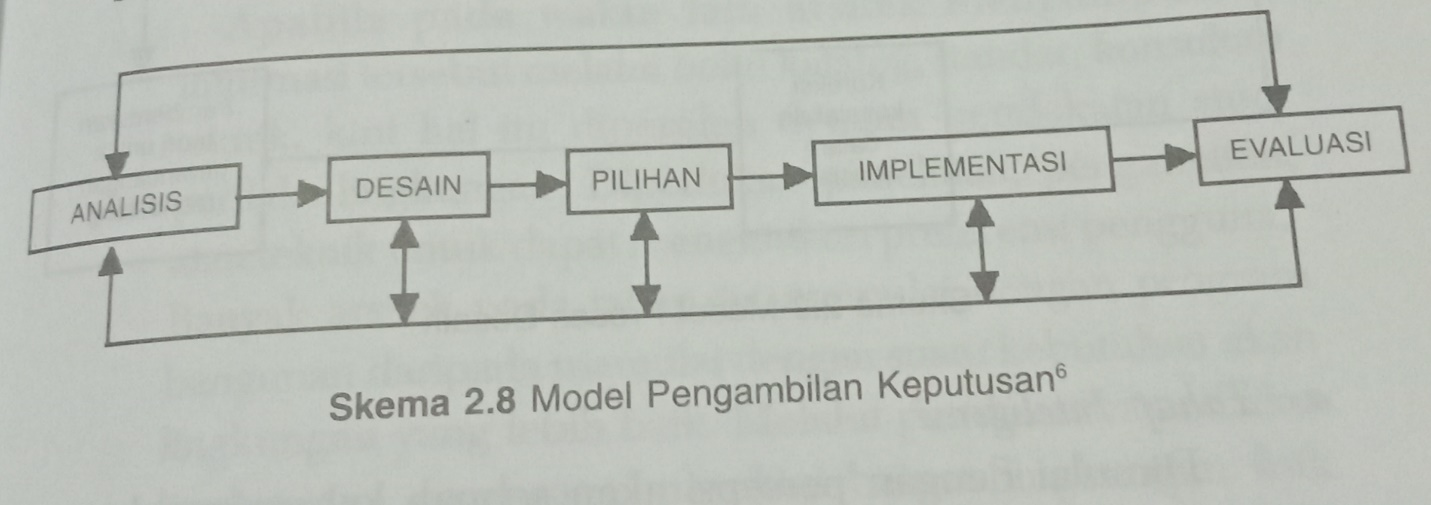 ANALISIS
DESAIN
PILIHAN
IMPLEMENTASI
EVALUASI
Skema 2.8 Model Pengambilan Keputusan⁶